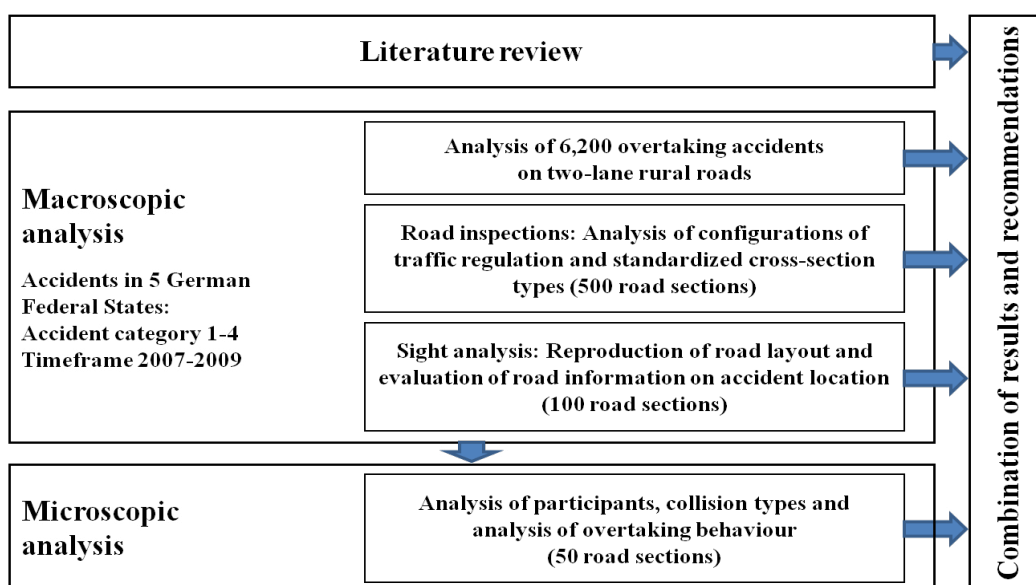 Literature review
Macroscopic
analysis
Accidents in 5 German
Federal States:
Accident category 1-4
Timeframe 2007-2009
Analysis of 6,200 overtaking accidents
on two-lane rural roads
Road inspections: Analysis of configurations of
traffic regulation and standardized cross-section
types (500 road sections)
Sight analysis: Reproduction of road layout and
evaluation of road information on accident location
(100 road sections)
Microscopic
analysis
Analysis of participants, collision types and
analysis of overtaking behaviour
(50 road sections)
Combination of results and recommendations